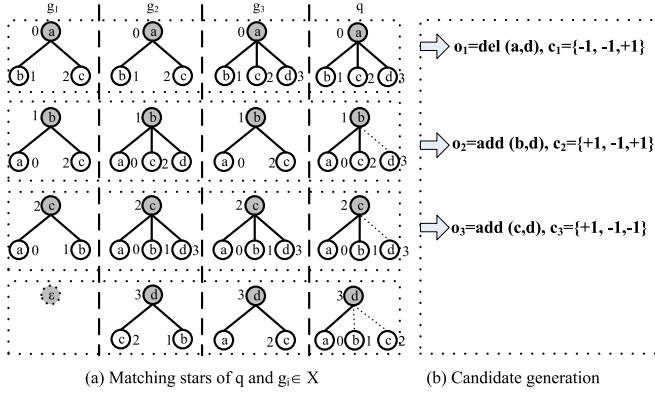 g₁ g₂ g₃ q
0 a 0 a 0 a 0 a
b 1 2 c b 1 2 c b 1 c 2 d 3 b 1 c 2 d 3
o₁=del (a,d), c₁={-1, -1,+1}
1 b 1 b 1 b 1 b
a 0 2 c a 0 c 2 d 3 a 0 2 c a 0 c 2 d 3
o₂=add (b,d), c₂={+1, -1,+1}
2 c 2 c 2 c 2 c
a 0 1 b a 0 b 1 d 3 a 0 b 1 d 3 a 0 b 1 d 3
o₃=add (c,d), c₃={+1, -1,-1}
ε 3 d 3 d 3 d
c 2 1 b a 0 2 c a 0 b 1 c 2
(a) Matching stars of q and gᵢ∈ X
(b) Candidate generation